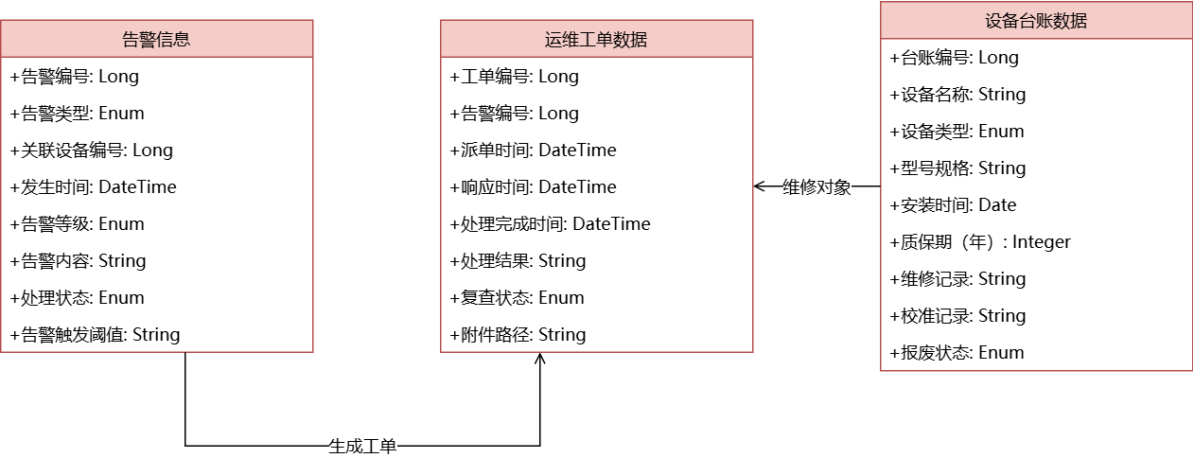 告警信息
+告警编号: Long
+告警类型: Enum
+关联设备编号: Long
+发生时间: DateTime
+告警等级: Enum
+告警内容: String
+处理状态: Enum
+告警触发阈值: String
运维工单数据
+工单编号: Long
+告警编号: Long
+派单时间: DateTime
+响应时间: DateTime
+处理完成时间: DateTime
+处理结果: String
+复查状态: Enum
+附件路径: String
设备台账数据
+台账编号: Long
+设备名称: String
+设备类型: Enum
+型号规格: String
+安装时间: Date
+质保期（年）: Integer
+维修记录: String
+校准记录: String
+报废状态: Enum
维修对象
生成工单